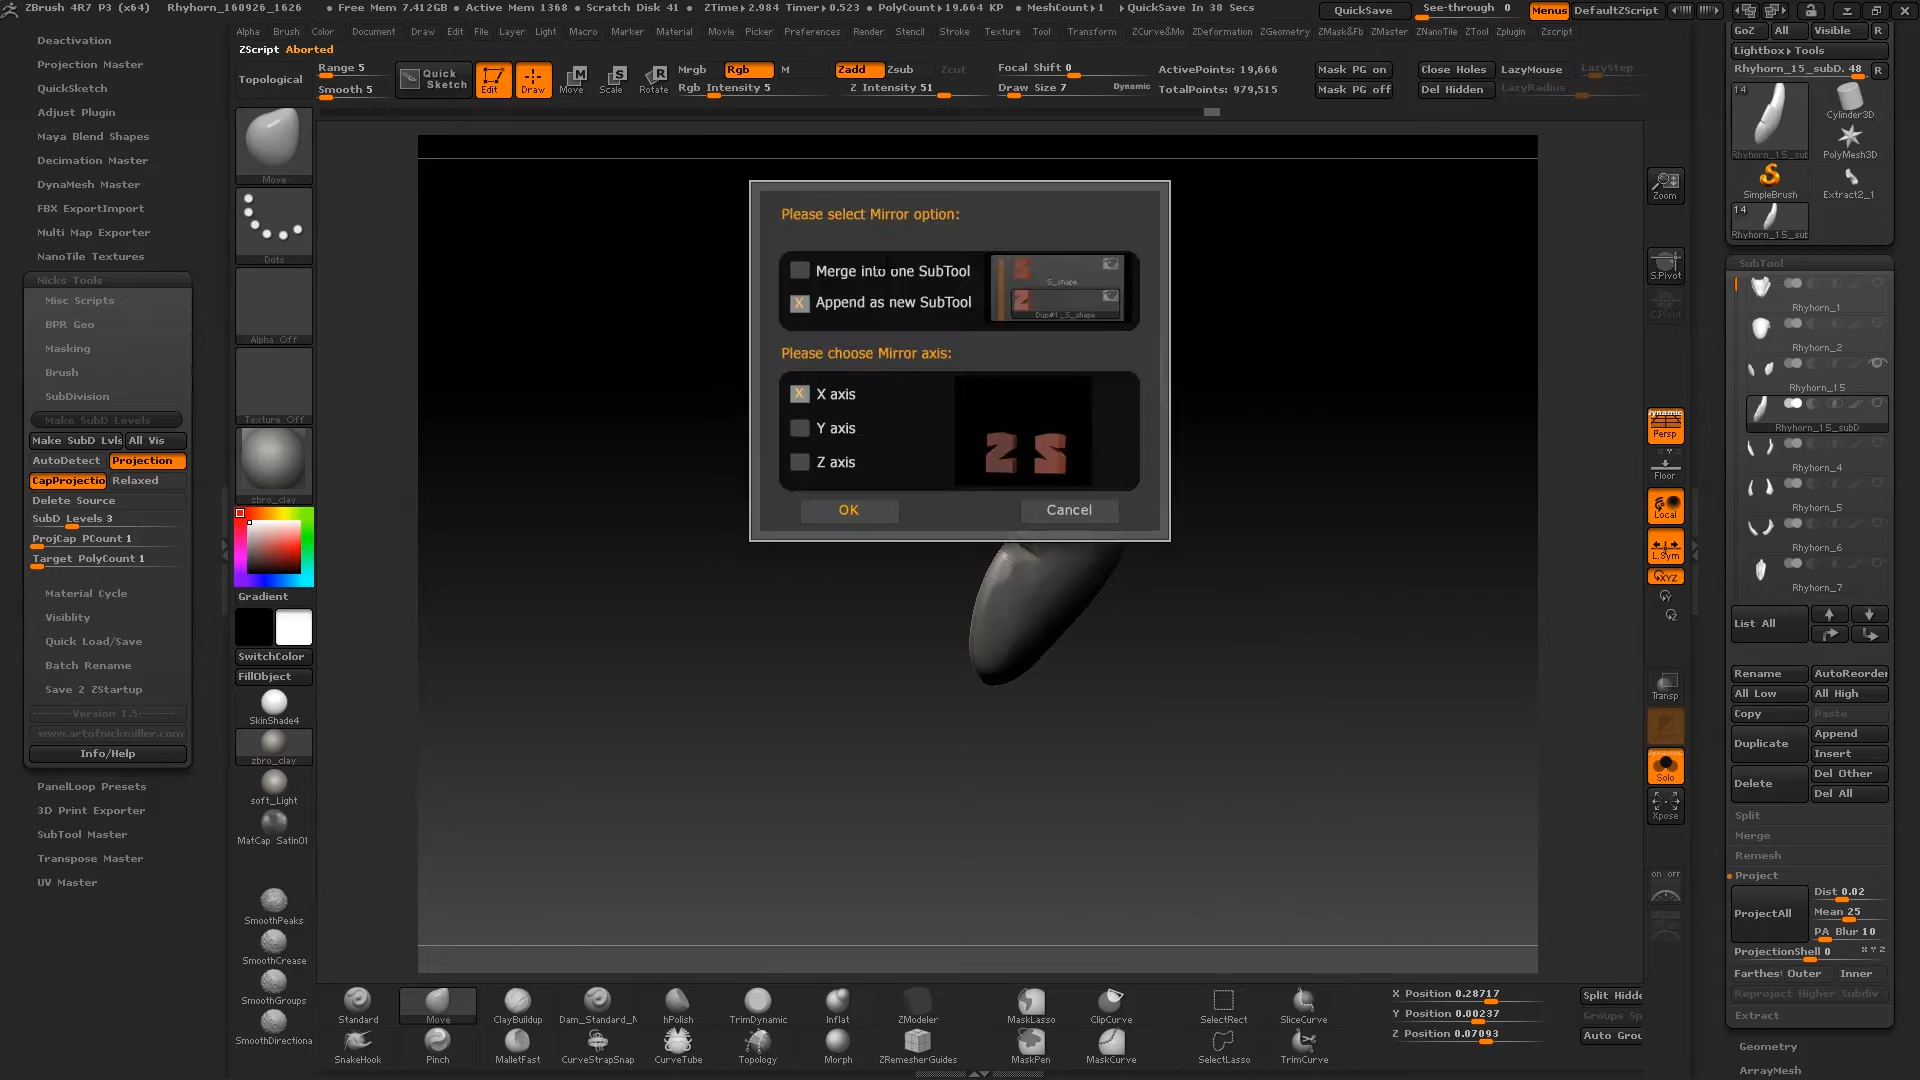 ZBrush 4R7 P3 (x64) Rhyhorn_160926_1626 • Free Mem 7.412GB • Active Mem 1368 • Scratch Disk 41 • ZTime▸2.984 Timer▸0.523 • PolyCount▸19.664 KP • MeshCount▸1 ▸QuickSave In 30 Secs QuickSave See-through 0 Menus DefaultZScript
Alpha Brush Color Document Draw Edit File Layer Light Macro Marker Material Movie Picker Preferences Render Stencil Stroke Texture Tool Transform ZCurve&Mo ZDeformation ZGeometry ZMask&Fb ZMaster ZNanoTile ZTool Zplugin Zscript
ZScript Aborted
Topological
Range 5
Smooth 5
Quick Sketch
Edit
Draw
Move
Scale
Rotate
Mrgb Rgb M
Rgb Intensity 5
Zadd Zsub Zcut
Z Intensity 51
Focal Shift 0
Draw Size 7 Dynamic
ActivePoints: 19,666
TotalPoints: 979,515
Mask PG on
Mask PG off
Close Holes
Del Hidden
LazyMouse LazyStep
LazyRadius
Deactivation
Projection Master
QuickSketch
Adjust Plugin
Maya Blend Shapes
Decimation Master
DynaMesh Master
FBX ExportImport
Multi Map Exporter
NanoTile Textures
Nicks Tools
Misc Scripts
BPR Geo
Masking
Brush
SubDivision
Make SubD Levels
Make SubD Lvls All Vis
AutoDetect Projection
CapProjectio Relaxed
Delete Source
SubD Levels 3
ProjCap PCount 1
Target PolyCount 1
Material Cycle
Visiblity
Quick Load/Save
Batch Rename
Save 2 ZStartup
Version 1.5
www.artofnickmiller.com
Info/Help
PanelLoop Presets
3D Print Exporter
SubTool Master
Transpose Master
UV Master
Move
Dots
Alpha Off
Texture Off
zbro_clay
Gradient
SwitchColor
FillObject
SkinShade4
zbro_clay
soft_Light
MatCap Satin01
SmoothPeaks
SmoothCrease
SmoothGroups
SmoothDirectiona
Please select Mirror option:
Merge into one SubTool
X Append as new SubTool
S_shape
Dup#1_S_shape
Please choose Mirror axis:
X X axis
Y axis
Z axis
OK Cancel
Standard Move ClayBuildup Dam_Standard_N hPolish TrimDynamic Inflat ZModeler MaskLasso ClipCurve SelectRect SliceCurve
SnakeHook Pinch MalletFast CurveStrapSnap CurveTube Topology Morph ZRemesherGuides MaskPen MaskCurve SelectLasso TrimCurve
X Position 0.28717
Y Position 0.00237
Z Position 0.07093
Split Hidde
Groups Sp
Auto Grou
Zoom
S.Pivot
C.Pivot
Dynamic
Persp
Floor
Local
L.Sym
XYZ
Transp
Dynamic
Solo
Xpose
on off
GoZ All Visible R
Lightbox▸Tools
Rhyhorn_15_subD. 48 R
14
Rhyhorn_15_sub
Cylinder3D
PolyMesh3D
SimpleBrush
Extract2_1
14
Rhyhorn_15_sub
SubTool
Rhyhorn_1
Rhyhorn_2
Rhyhorn_15
Rhyhorn_15_subD
Rhyhorn_4
Rhyhorn_5
Rhyhorn_6
Rhyhorn_7
List All
Rename AutoReorder
All Low All High
Copy Paste
Duplicate Append
Insert
Delete Del Other
Del All
Split
Merge
Remesh
Project
ProjectAll
Dist 0.02
Mean 25
PA Blur 10
ProjectionShell 0 X Y Z
Farthest Outer Inner
Reproject Higher Subdiv
Extract
Geometry
ArrayMesh